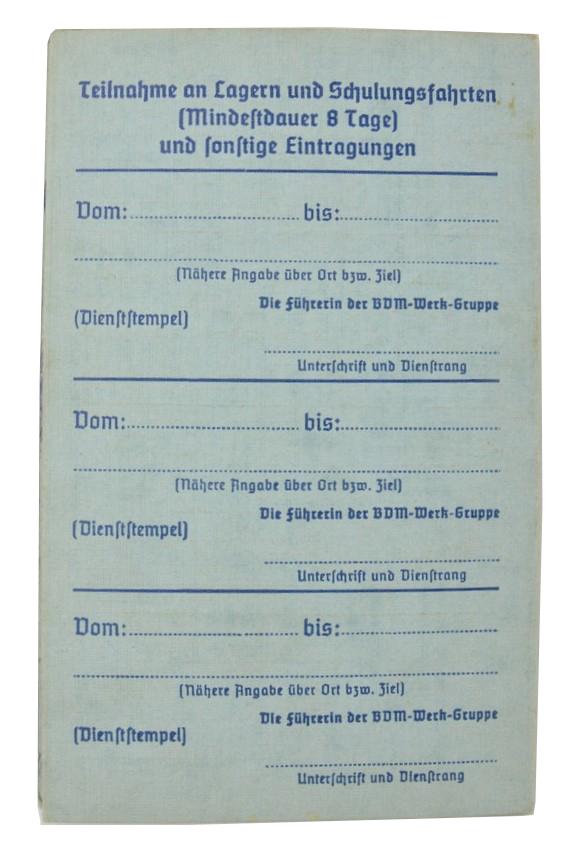 Teilnahme an Lagern und Schulungsfahrten
(Mindeſtdauer 8 Tage)
und ſonſtige Eintragungen
Vom: bis:
(Nähere Angabe über Ort bzw. Ziel)
Die Führerin der BDM-Werk-Gruppe
(Dienſtſtempel)
Unterſchrift und Dienſtrang
Vom: bis:
(Nähere Angabe über Ort bzw. Ziel)
Die Führerin der BDM-Werk-Gruppe
(Dienſtſtempel)
Unterſchrift und Dienſtrang
Vom: bis:
(Nähere Angabe über Ort bzw. Ziel)
Die Führerin der BDM-Werk-Gruppe
(Dienſtſtempel)
Unterſchrift und Dienſtrang